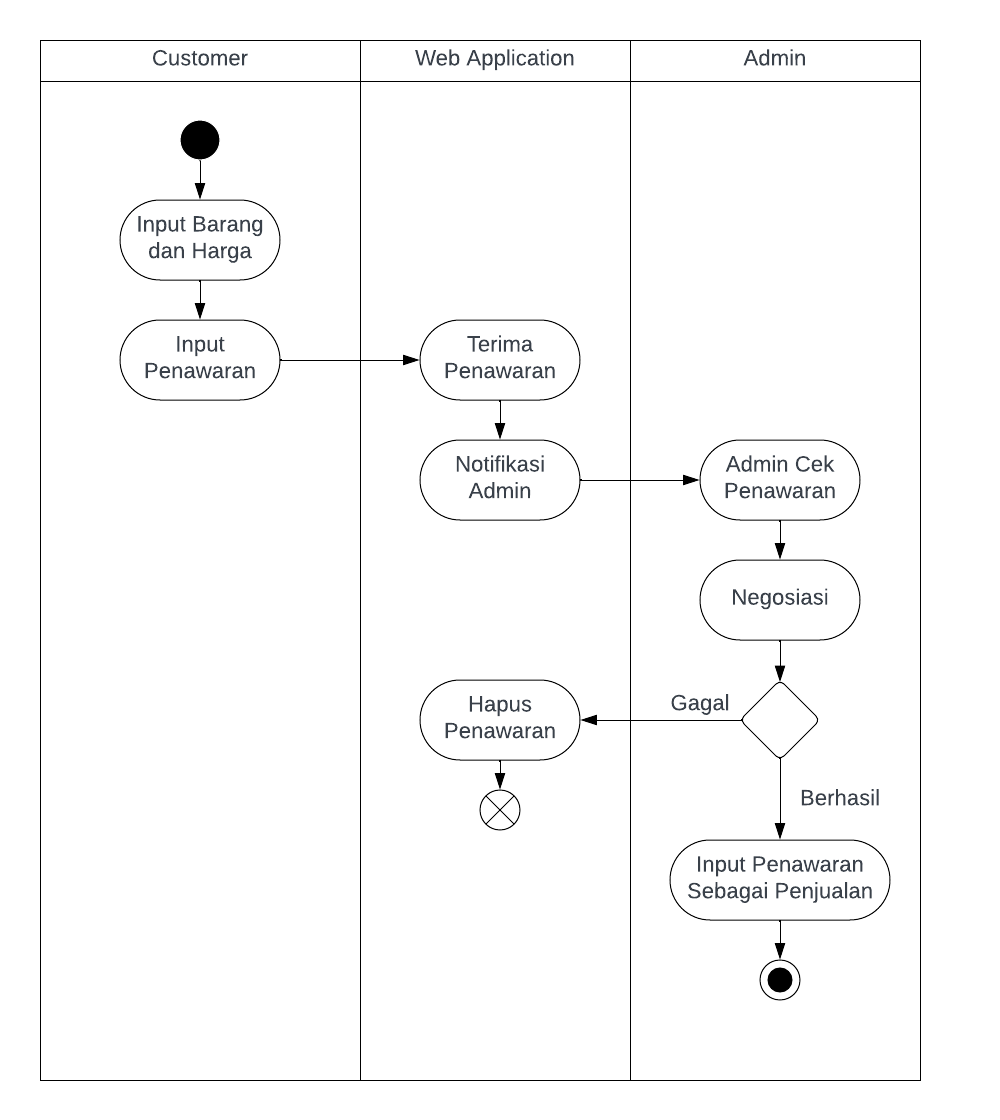 Customer
Web Application
Admin
Input Barang
dan Harga
Input
Penawaran
Terima
Penawaran
Notifikasi
Admin
Admin Cek
Penawaran
Negosiasi
Gagal
Hapus
Penawaran
Berhasil
Input Penawaran
Sebagai Penjualan